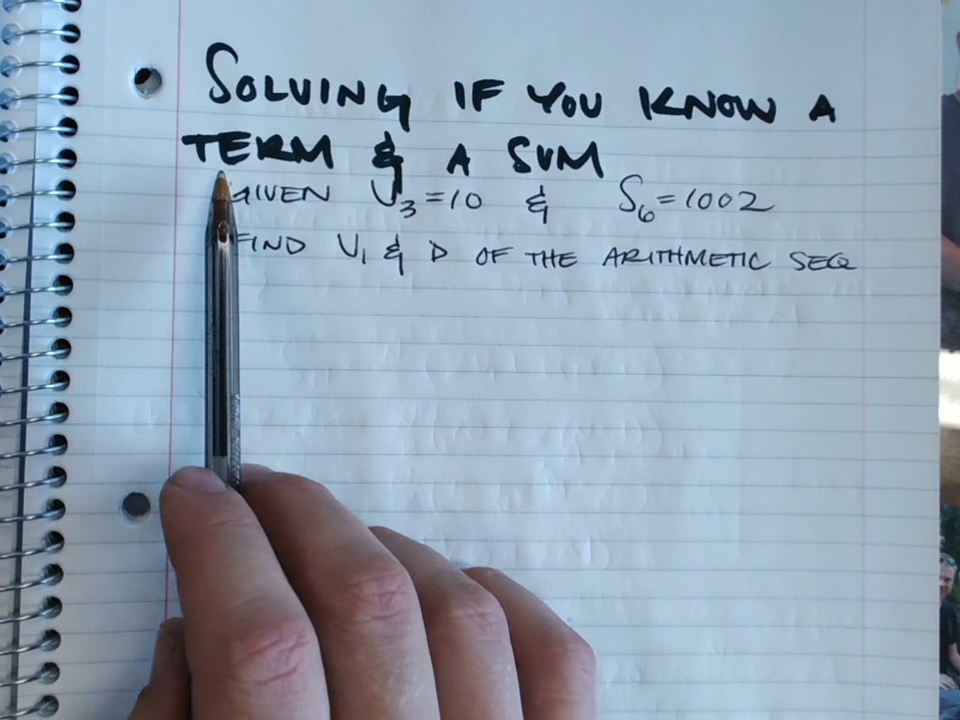 SOLVING IF YOU KNOW A
TERM & A SUM
GIVEN U₃ = 10 & S₆ = 1002
FIND U₁ & D OF THE ARITHMETIC SEQ